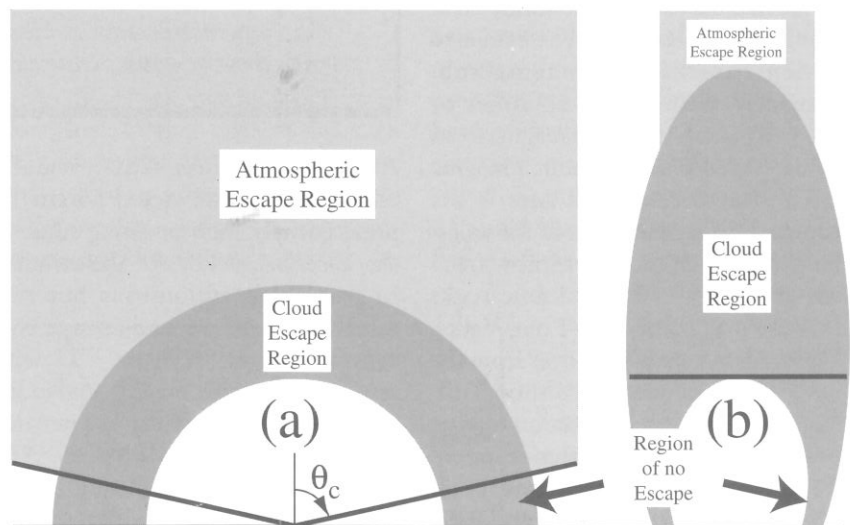 Atmospheric
Escape Region
Cloud
Escape
Region
(a)
θc
Atmospheric
Escape Region
Cloud
Escape
Region
(b)
Region
of no
Escape